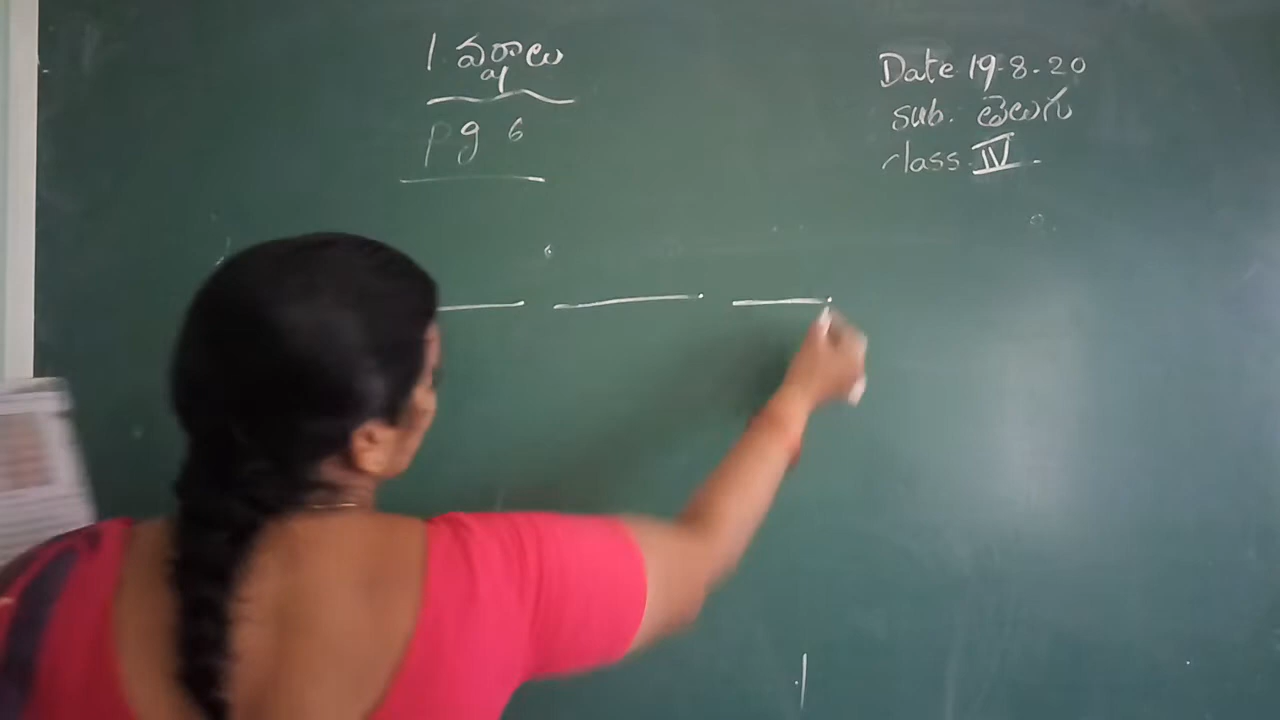 1 వర్షాలు
pg 6
Date 19-8-20
sub. తెలుగు
class IV.